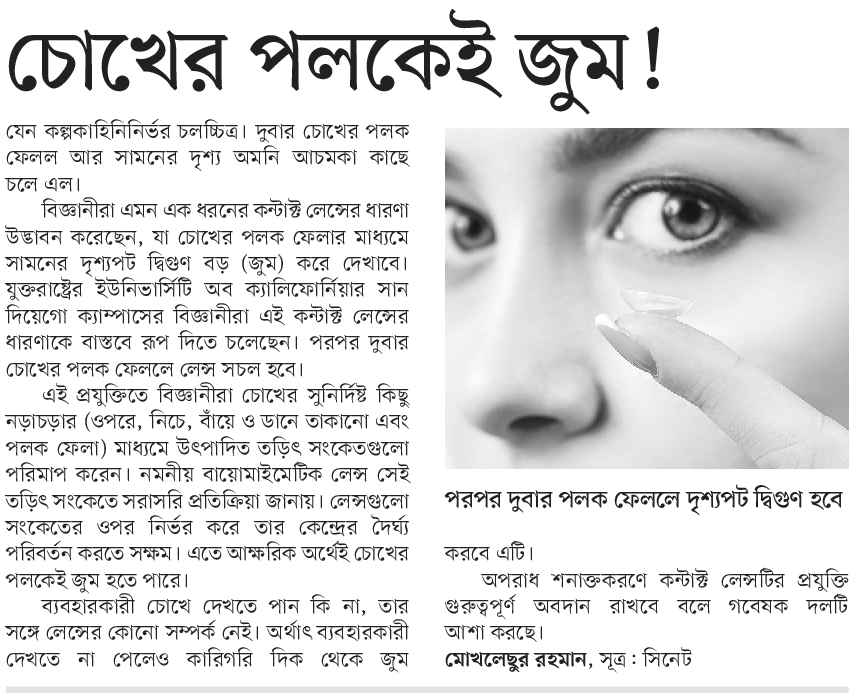 চোখের পলকেই জুম!
যেন কল্পকাহিনিনির্ভর চলচ্চিত্র। দুবার চোখের পলক
ফেলল আর সামনের দৃশ্য অমনি আচমকা কাছে
চলে এল।
বিজ্ঞানীরা এমন এক ধরনের কন্টাক্ট লেন্সের ধারণা
উদ্ভাবন করেছেন, যা চোখের পলক ফেলার মাধ্যমে
সামনের দৃশ্যপট দ্বিগুণ বড় (জুম) করে দেখাবে।
যুক্তরাষ্ট্রের ইউনিভার্সিটি অব ক্যালিফোর্নিয়ার সান
দিয়েগো ক্যাম্পাসের বিজ্ঞানীরা এই কন্টাক্ট লেন্সের
ধারণাকে বাস্তবে রূপ দিতে চলেছেন। পরপর দুবার
চোখের পলক ফেললে লেন্স সচল হবে।
এই প্রযুক্তিতে বিজ্ঞানীরা চোখের সুনির্দিষ্ট কিছু
নড়াচড়ার (ওপরে, নিচে, বাঁয়ে ও ডানে তাকানো এবং
পলক ফেলা) মাধ্যমে উৎপাদিত তড়িৎ সংকেতগুলো
পরিমাপ করেন। নমনীয় বায়োমাইমেটিক লেন্স সেই
তড়িৎ সংকেতে সরাসরি প্রতিক্রিয়া জানায়। লেন্সগুলো
সংকেতের ওপর নির্ভর করে তার কেন্দ্রের দৈর্ঘ্য
পরিবর্তন করতে সক্ষম। এতে আক্ষরিক অর্থেই চোখের
পলকেই জুম হতে পারে।
ব্যবহারকারী চোখে দেখতে পান কি না, তার
সঙ্গে লেন্সের কোনো সম্পর্ক নেই। অর্থাৎ ব্যবহারকারী
দেখতে না পেলেও কারিগরি দিক থেকে জুম
পরপর দুবার পলক ফেললে দৃশ্যপট দ্বিগুণ হবে
করবে এটি।
অপরাধ শনাক্তকরণে কন্টাক্ট লেন্সটির প্রযুক্তি
গুরুত্বপূর্ণ অবদান রাখবে বলে গবেষক দলটি
আশা করছে।
মোখলেছুর রহমান, সূত্র : সিনেট